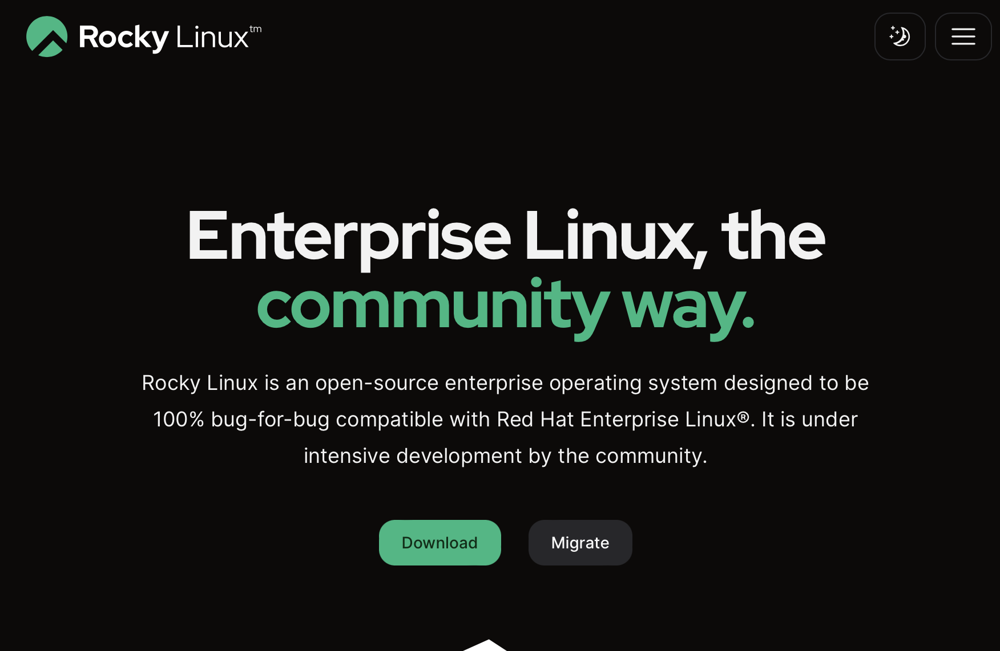 Rocky Linux™
Enterprise Linux, the
community way.
Rocky Linux is an open-source enterprise operating system designed to be
100% bug-for-bug compatible with Red Hat Enterprise Linux®. It is under
intensive development by the community.
Download Migrate